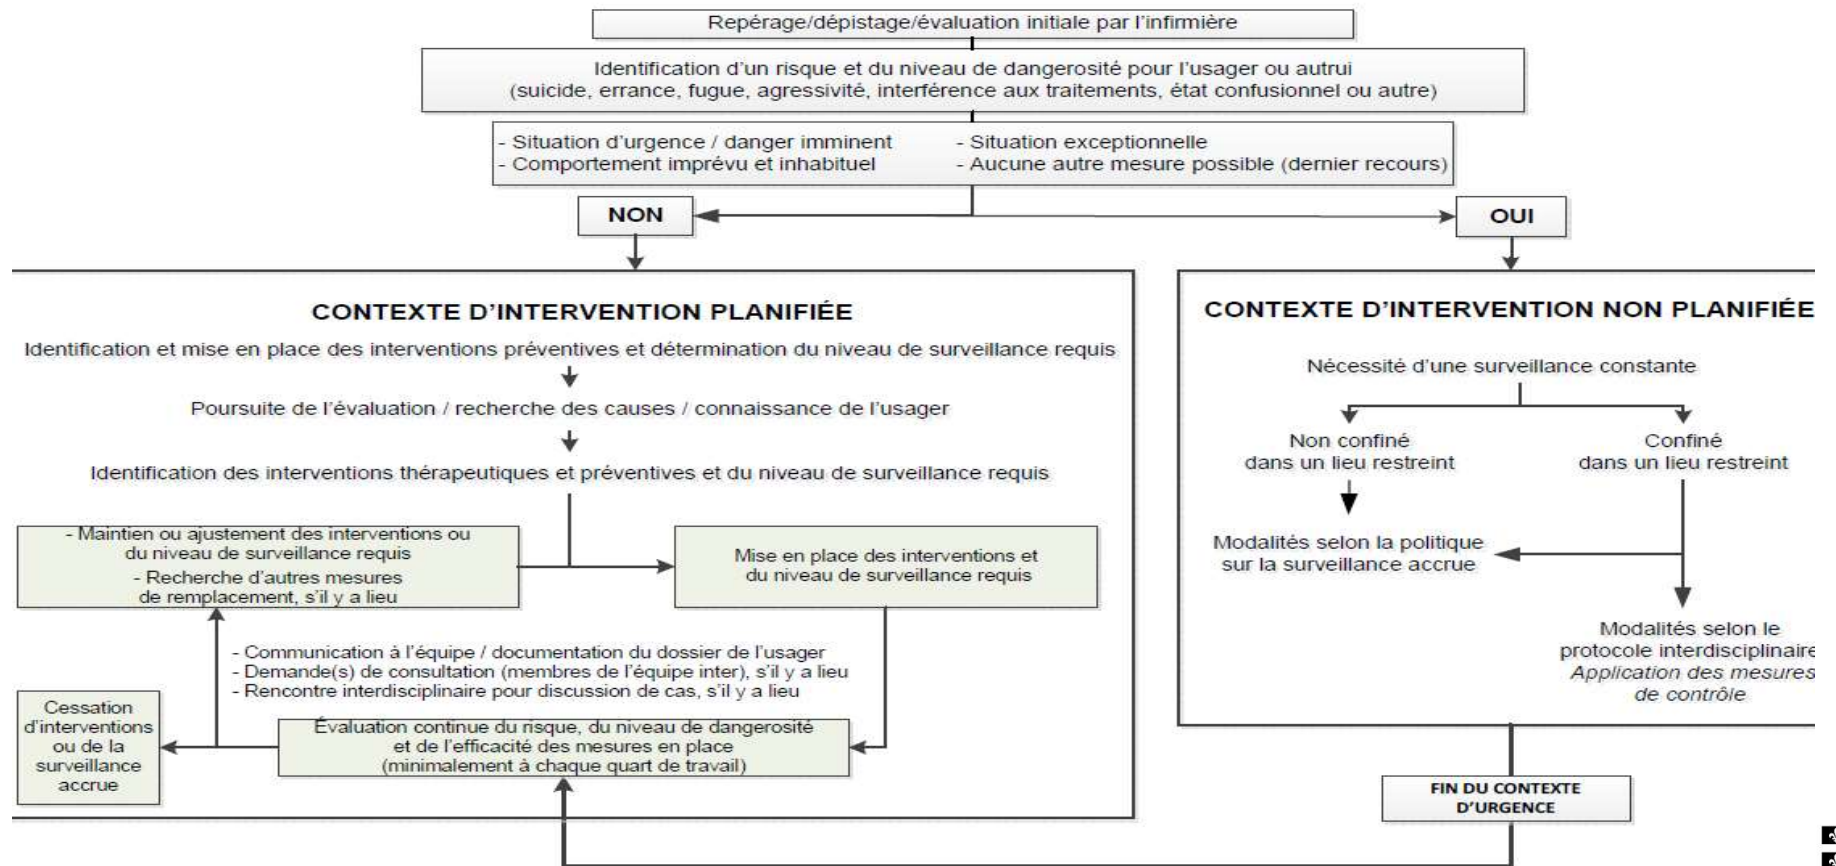 Repérage/dépistage/évaluation initiale par l'infirmière
Identification d'un risque et du niveau de dangerosité pour l'usager ou autrui
(suicide, errance, fugue, agressivité, interférence aux traitements, état confusionnel ou autre)
- Situation d'urgence / danger imminent
- Comportement imprévu et inhabituel
- Situation exceptionnelle
- Aucune autre mesure possible (dernier recours)
NON
OUI
CONTEXTE D'INTERVENTION PLANIFIÉE
Identification et mise en place des interventions préventives et détermination du niveau de surveillance requis
Poursuite de l'évaluation / recherche des causes / connaissance de l'usager
Identification des interventions thérapeutiques et préventives et du niveau de surveillance requis
- Maintien ou ajustement des interventions ou
du niveau de surveillance requis
- Recherche d'autres mesures
de remplacement, s'il y a lieu
Mise en place des interventions et
du niveau de surveillance requis
- Communication à l'équipe / documentation du dossier de l'usager
- Demande(s) de consultation (membres de l'équipe inter), s'il y a lieu
- Rencontre interdisciplinaire pour discussion de cas, s'il y a lieu
Cessation
d'interventions
ou de la
surveillance
accrue
Évaluation continue du risque, du niveau de dangerosité
et de l'efficacité des mesures en place
(minimalement à chaque quart de travail)
CONTEXTE D'INTERVENTION NON PLANIFIÉE
Nécessité d'une surveillance constante
Non confiné
dans un lieu restreint
Confiné
dans un lieu restreint
Modalités selon la politique
sur la surveillance accrue
Modalités selon le
protocole interdisciplinaire
Application des mesures
de contrôle
FIN DU CONTEXTE
D'URGENCE